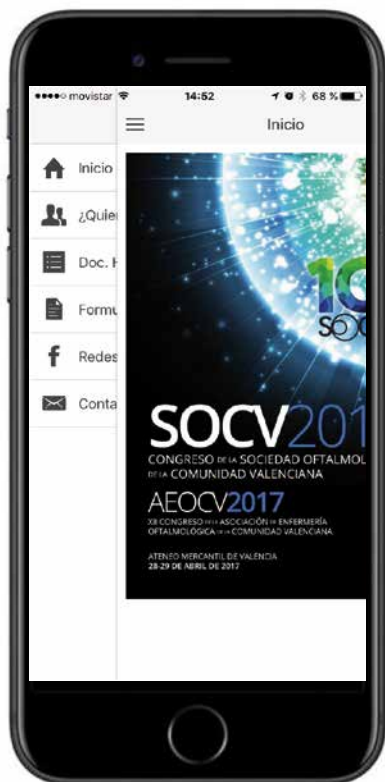 movistar 14:52 68 %
Inicio
Inicio
¿Quie
Doc. H
Formu
f Redes
Conta
10
SOC
SOCV201
CONGRESO DE LA SOCIEDAD OFTALMOL
DE LA COMUNIDAD VALENCIANA
AEOCV2017
XII CONGRESO DE LA ASOCIACIÓN DE ENFERMERÍA
OFTALMOLÓGICA DE LA COMUNIDAD VALENCIANA
ATENEO MERCANTIL DE VALENCIA
28-29 DE ABRIL DE 2017